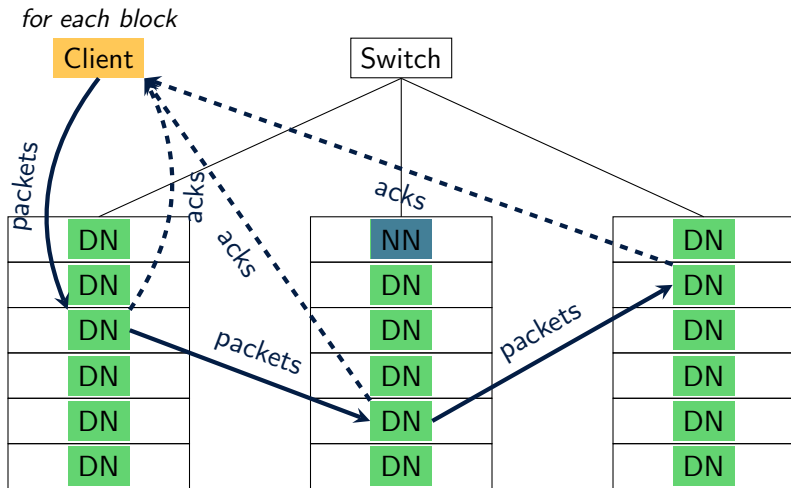 for each block
Client
Switch
packets
acks
acks
acks
DN
NN
DN
DN
DN
DN
DN
DN
DN
packets
packets
DN
DN
DN
DN
DN
DN
DN
DN
DN